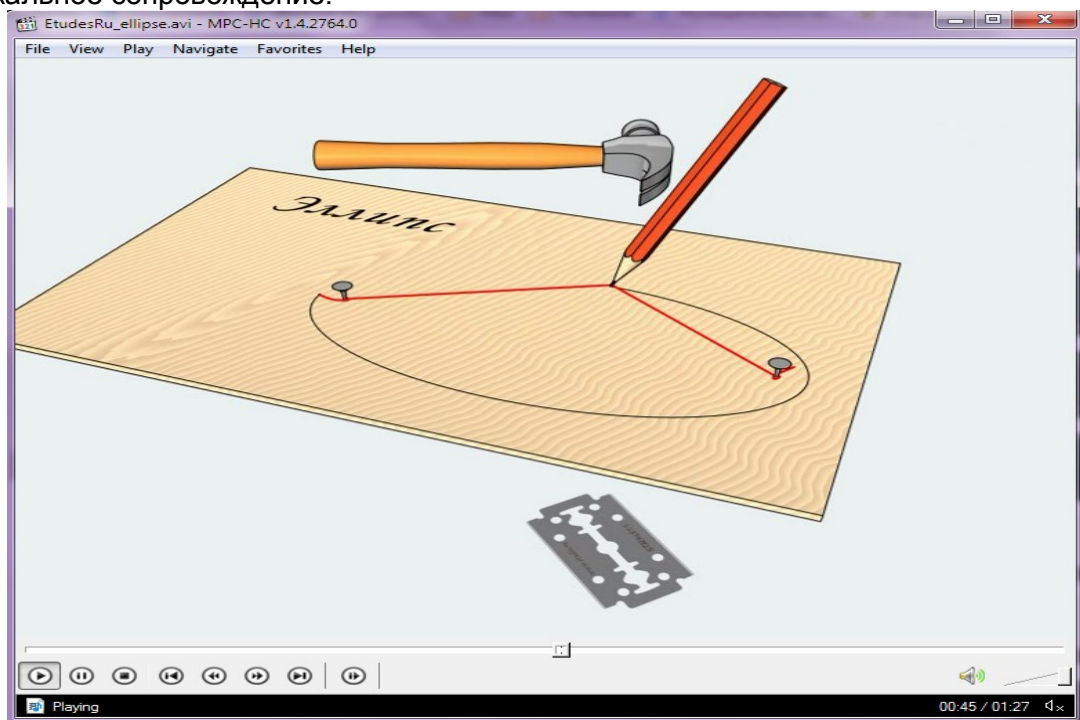 кальное сопровождение.
EtudesRu_ellipse.avi - MPC-HC v1.4.2764.0
File View Play Navigate Favorites Help
Эллипс
Playing
00:45 / 01:27